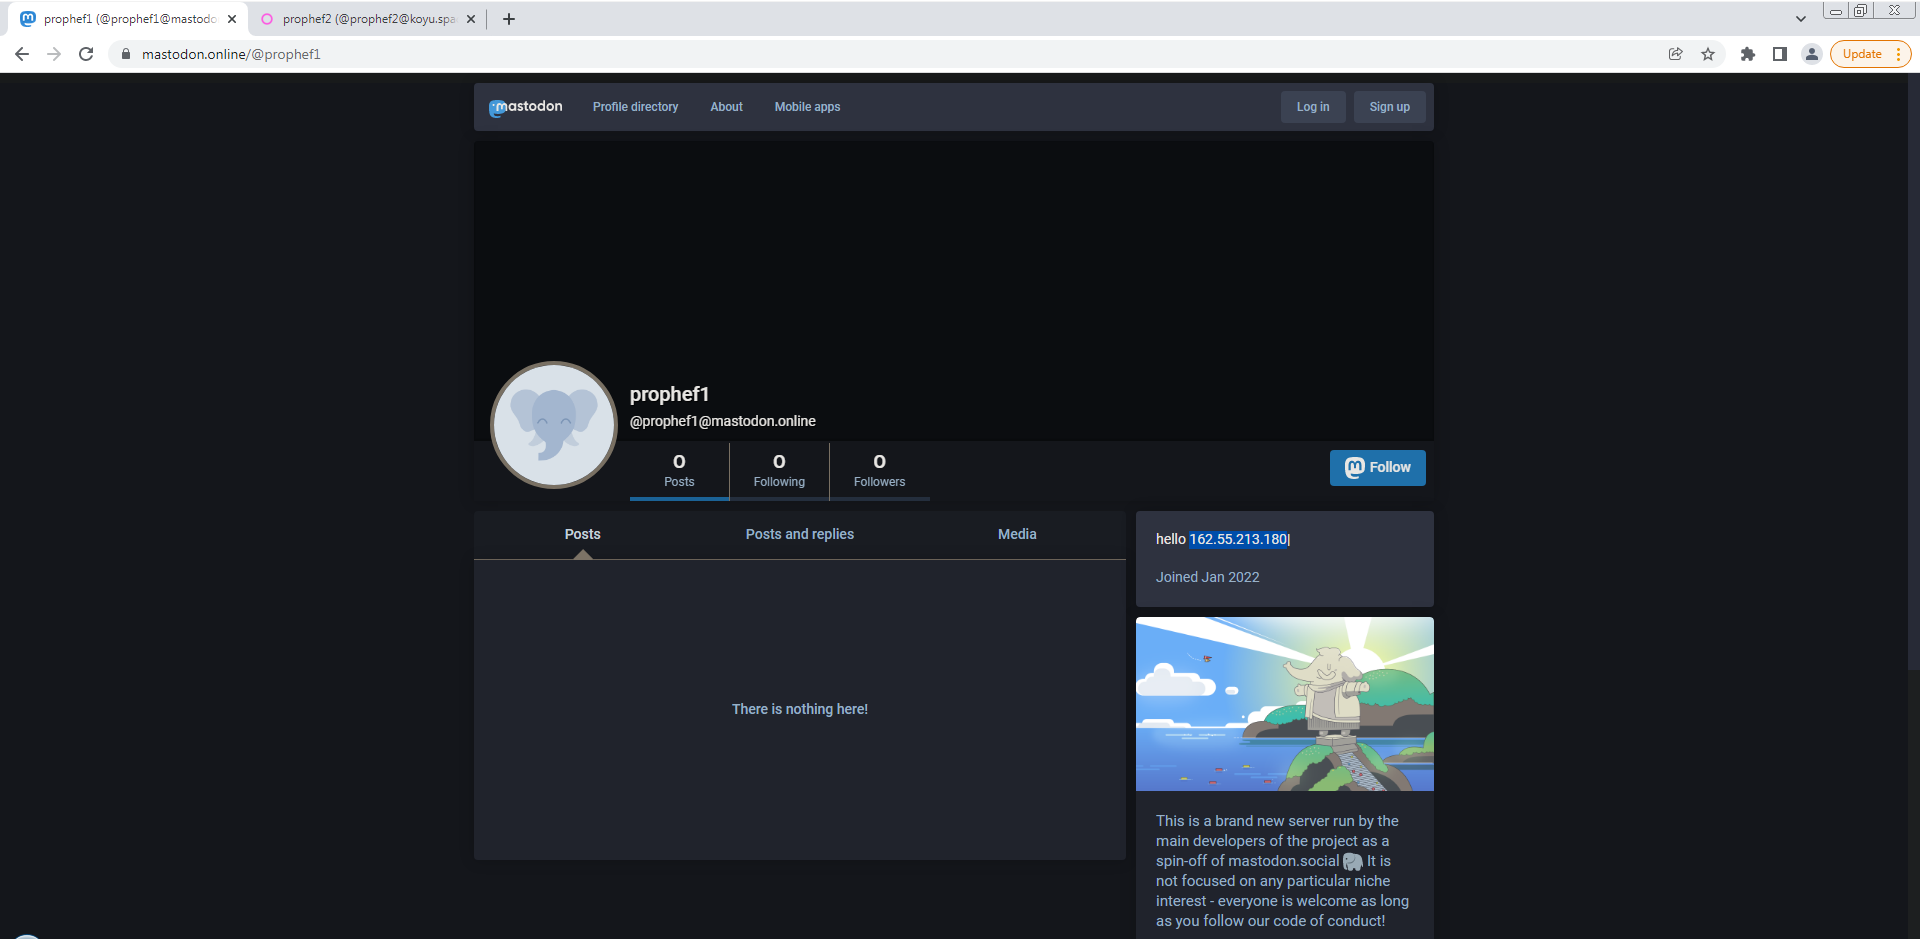 prophef1 (@prophef1@mastodo
prophef2 (@prophef2@koyu.spa
mastodon.online/@prophef1
Update
mastodon
Profile directory
About
Mobile apps
Log in
Sign up
prophef1
@prophef1@mastodon.online
0
Posts
0
Following
0
Followers
Follow
Posts
Posts and replies
Media
There is nothing here!
hello 162.55.213.180|
Joined Jan 2022
This is a brand new server run by the
main developers of the project as a
spin-off of mastodon.social 🐘 It is
not focused on any particular niche
interest - everyone is welcome as long
as you follow our code of conduct!